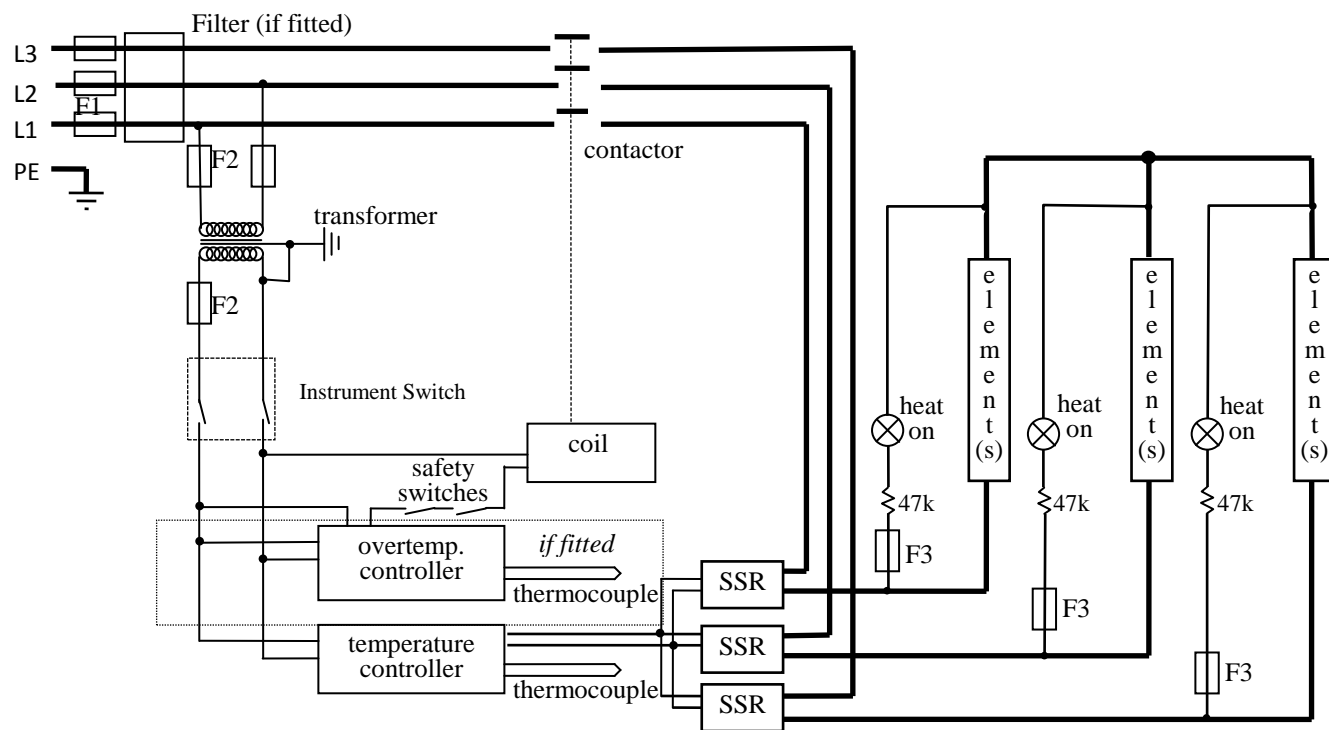 Filter (if fitted)
L3
L2
F1
L1
PE
F2
contactor
transformer
F2
Instrument Switch
coil
safety
switches
overtemp.
controller
if fitted
thermocouple
temperature
controller
thermocouple
SSR
SSR
SSR
heat
on
47k
F3
element(s)
heat
on
47k
F3
element(s)
heat
on
47k
F3
element(s)